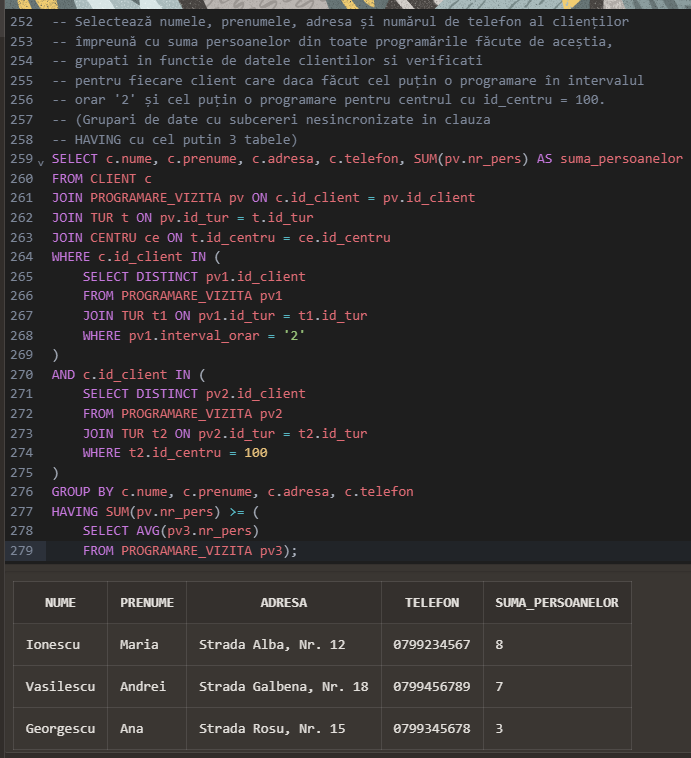 252 -- Selectează numele, prenumele, adresa și numărul de telefon al clienților
253 -- împreună cu suma persoanelor din toate programările făcute de aceștia,
254 -- grupati in functie de datele clientilor si verificati
255 -- pentru fiecare client care daca făcut cel puțin o programare în intervalul
256 -- orar '2' și cel puțin o programare pentru centrul cu id_centru = 100.
257 -- (Grupari de date cu subcereri nesincronizate in clauza
258 -- HAVING cu cel putin 3 tabele)
259 SELECT c.nume, c.prenume, c.adresa, c.telefon, SUM(pv.nr_pers) AS suma_persoanelor
260 FROM CLIENT c
261 JOIN PROGRAMARE_VIZITA pv ON c.id_client = pv.id_client
262 JOIN TUR t ON pv.id_tur = t.id_tur
263 JOIN CENTRU ce ON t.id_centru = ce.id_centru
264 WHERE c.id_client IN (
265     SELECT DISTINCT pv1.id_client
266     FROM PROGRAMARE_VIZITA pv1
267     JOIN TUR t1 ON pv1.id_tur = t1.id_tur
268     WHERE pv1.interval_orar = '2'
269 )
270 AND c.id_client IN (
271     SELECT DISTINCT pv2.id_client
272     FROM PROGRAMARE_VIZITA pv2
273     JOIN TUR t2 ON pv2.id_tur = t2.id_tur
274     WHERE t2.id_centru = 100
275 )
276 GROUP BY c.nume, c.prenume, c.adresa, c.telefon
277 HAVING SUM(pv.nr_pers) >= (
278     SELECT AVG(pv3.nr_pers)
279     FROM PROGRAMARE_VIZITA pv3);
NUME PRENUME ADRESA TELEFON SUMA_PERSOANELOR
Ionescu Maria Strada Alba, Nr. 12 0799234567 8
Vasilescu Andrei Strada Galbena, Nr. 18 0799456789 7
Georgescu Ana Strada Rosu, Nr. 15 0799345678 3